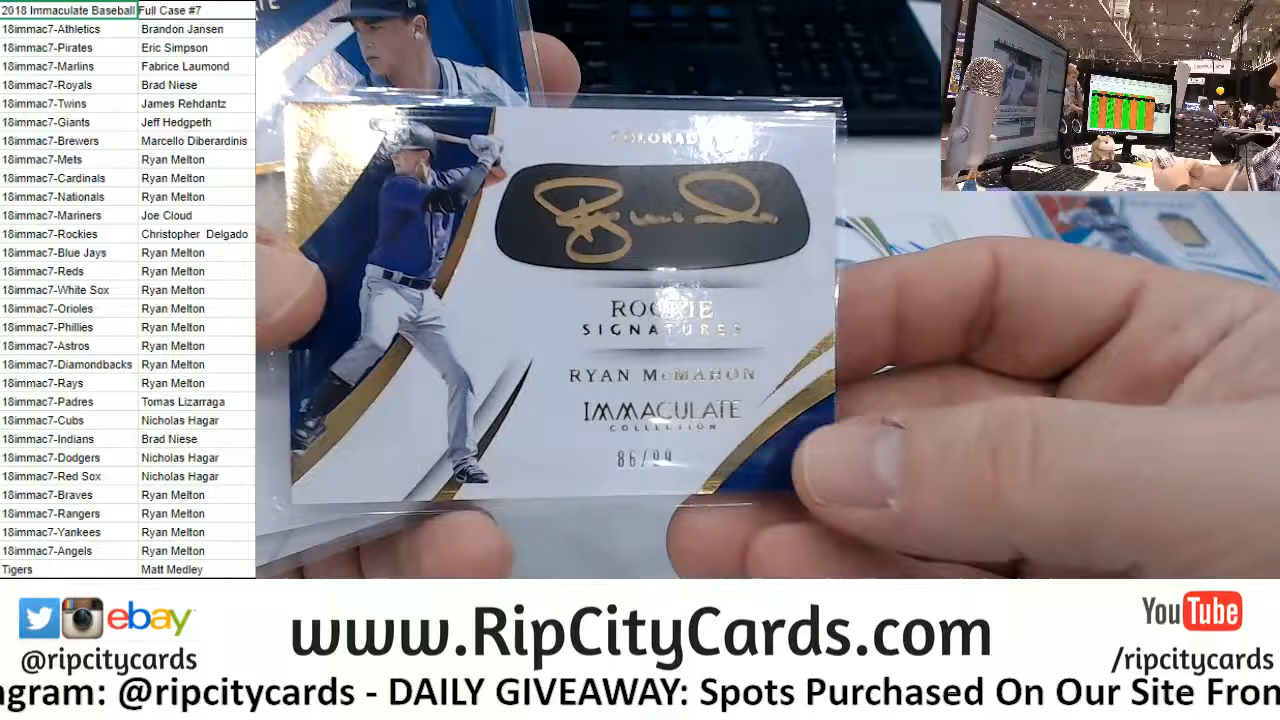 2018 Immaculate Baseball Full Case #7
18immac7-Athletics Brandon Jansen
18immac7-Pirates Eric Simpson
18immac7-Marlins Fabrice Laumond
18immac7-Royals Brad Niese
18immac7-Twins James Rehdantz
18immac7-Giants Jeff Hedgpeth
18immac7-Brewers Marcello Diberardinis
18immac7-Mets Ryan Melton
18immac7-Cardinals Ryan Melton
18immac7-Nationals Ryan Melton
18immac7-Mariners Joe Cloud
18immac7-Rockies Christopher Delgado
18immac7-Blue Jays Ryan Melton
18immac7-Reds Ryan Melton
18immac7-White Sox Ryan Melton
18immac7-Orioles Ryan Melton
18immac7-Phillies Ryan Melton
18immac7-Astros Ryan Melton
18immac7-Diamondbacks Ryan Melton
18immac7-Rays Ryan Melton
18immac7-Padres Tomas Lizarraga
18immac7-Cubs Nicholas Hagar
18immac7-Indians Brad Niese
18immac7-Dodgers Nicholas Hagar
18immac7-Red Sox Nicholas Hagar
18immac7-Braves Ryan Melton
18immac7-Rangers Ryan Melton
18immac7-Yankees Ryan Melton
18immac7-Angels Ryan Melton
Tigers Matt Medley
ROOKIE
SIGNATURES
RYAN McMAHON
IMMACULATE
COLLECTION
86/99
ebay
@ripcitycards
www.RipCityCards.com
YouTube
/ripcitycards
agram: @ripcitycards - DAILY GIVEAWAY: Spots Purchased On Our Site From